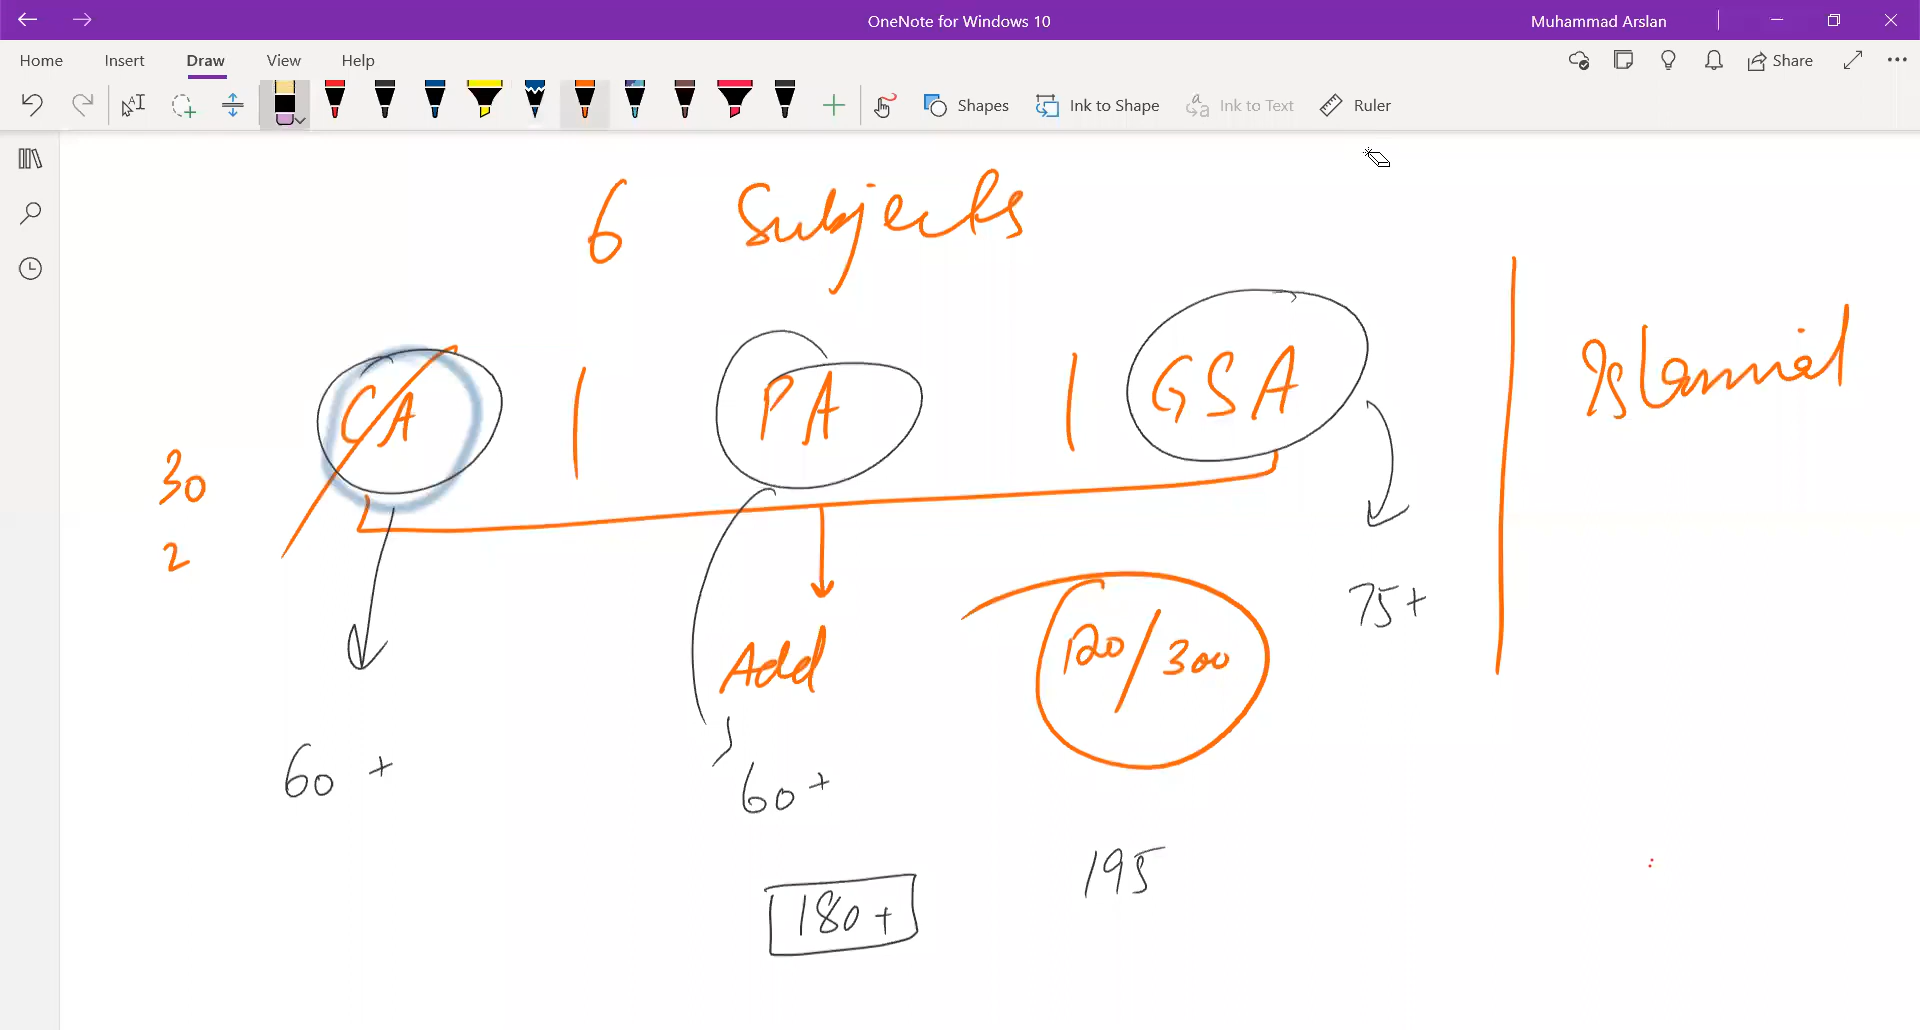 OneNote for Windows 10
Muhammad Arslan
Home Insert Draw View Help
Share
Shapes Ink to Shape Ink to Text Ruler
6 Subjects
CA | PA | GSA
30
2
Add
120/300
75+
60 +
60 +
180 +
195